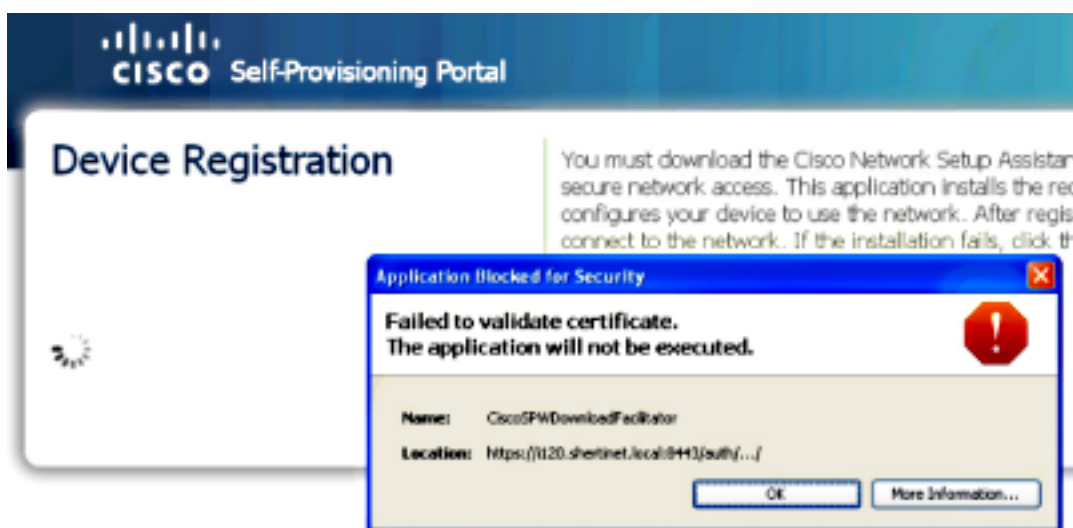 CISCO Self-Provisioning Portal
Device Registration
You must download the Cisco Network Setup Assistan
secure network access. This application installs the rec
configures your device to use the network. After regis
connect to the network. If the installation fails, click th
Application Blocked for Security
Failed to validate certificate.
The application will not be executed.
Name: CiscoSPWDownloadFacilitator
Location:
OK
More Information...